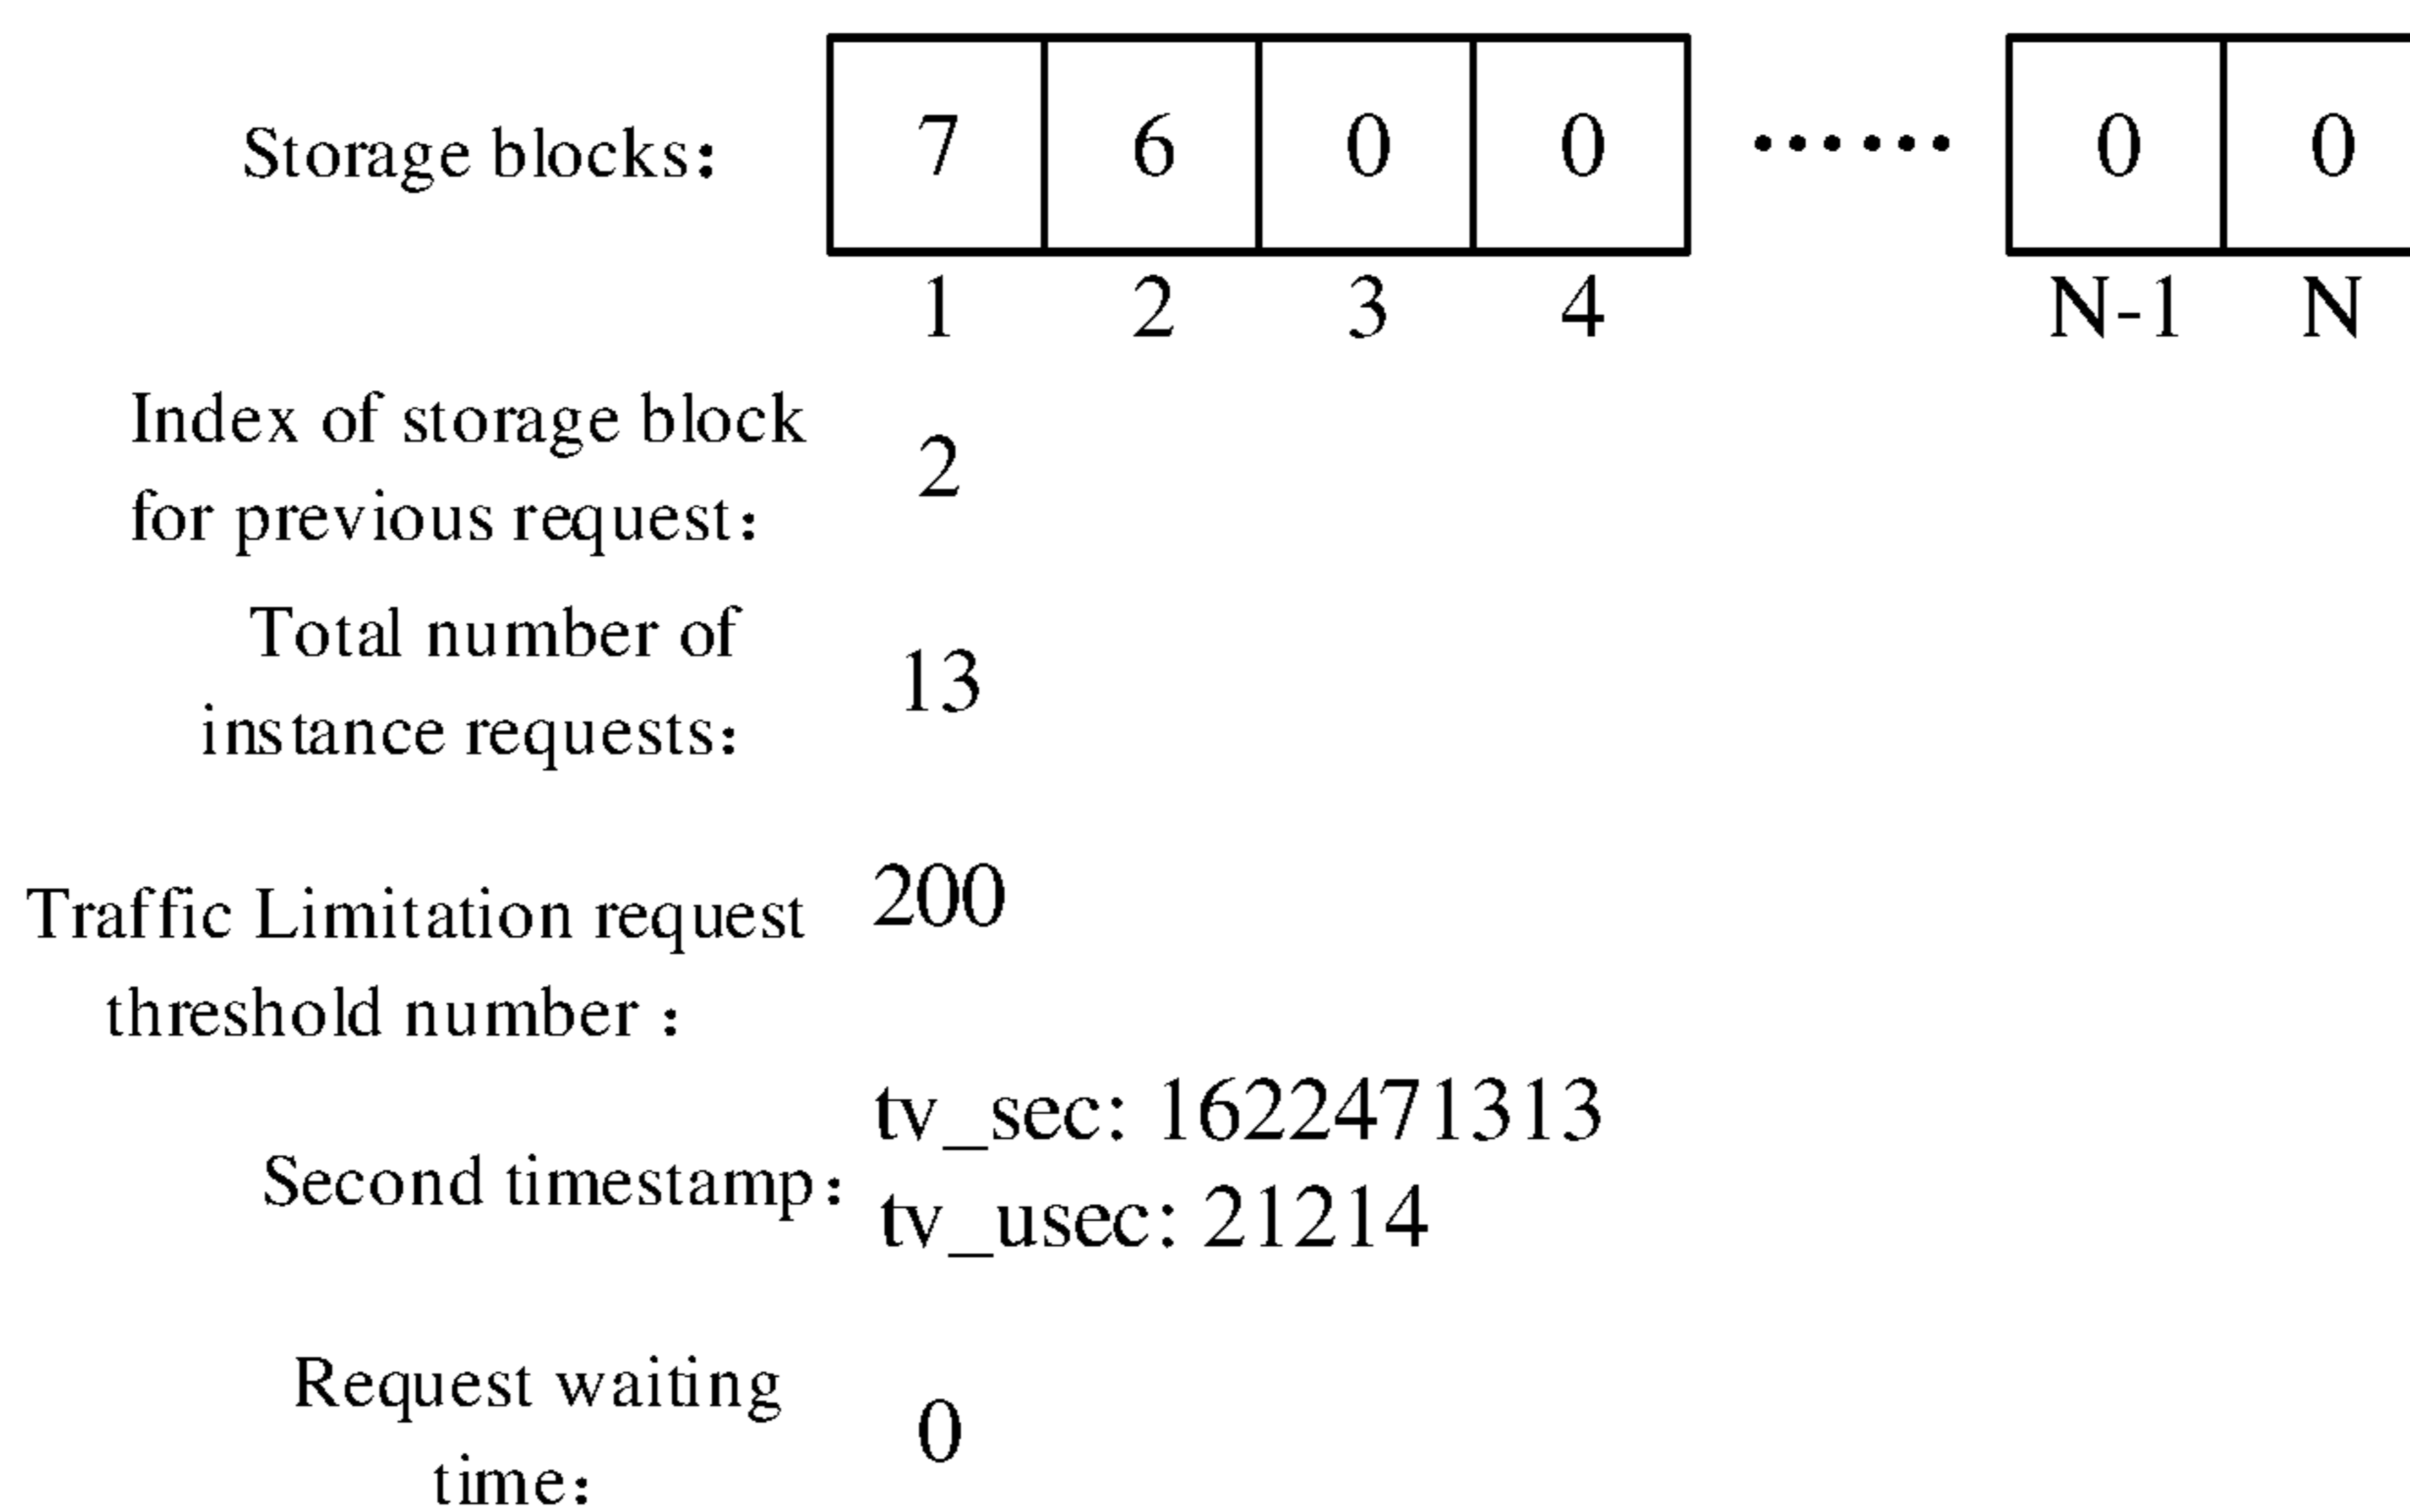 Storage blocks: 7 6 0 0 ...... 0 0
1 2 3 4 N-1 N
Index of storage block
for previous request:
2
Total number of
instance requests:
13
Traffic Limitation request
threshold number :
200
Second timestamp:
tv_sec: 1622471313
tv_usec: 21214
Request waiting
time:
0